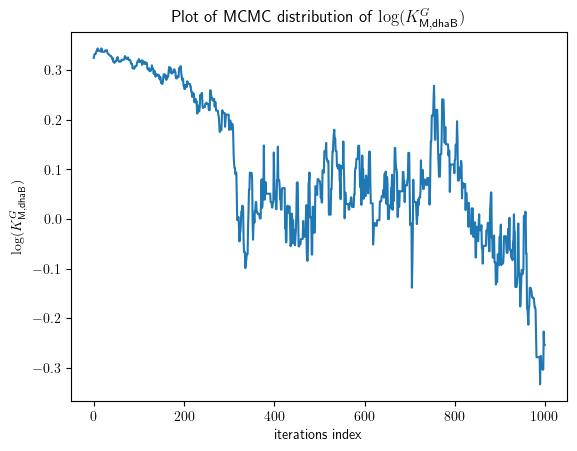 Plot of MCMC distribution of log(K^G_M,dhaB)
0.3
0.2
0.1
0.0
−0.1
−0.2
−0.3
log(K^G_M,dhaB)
0 200 400 600 800 1000
iterations index